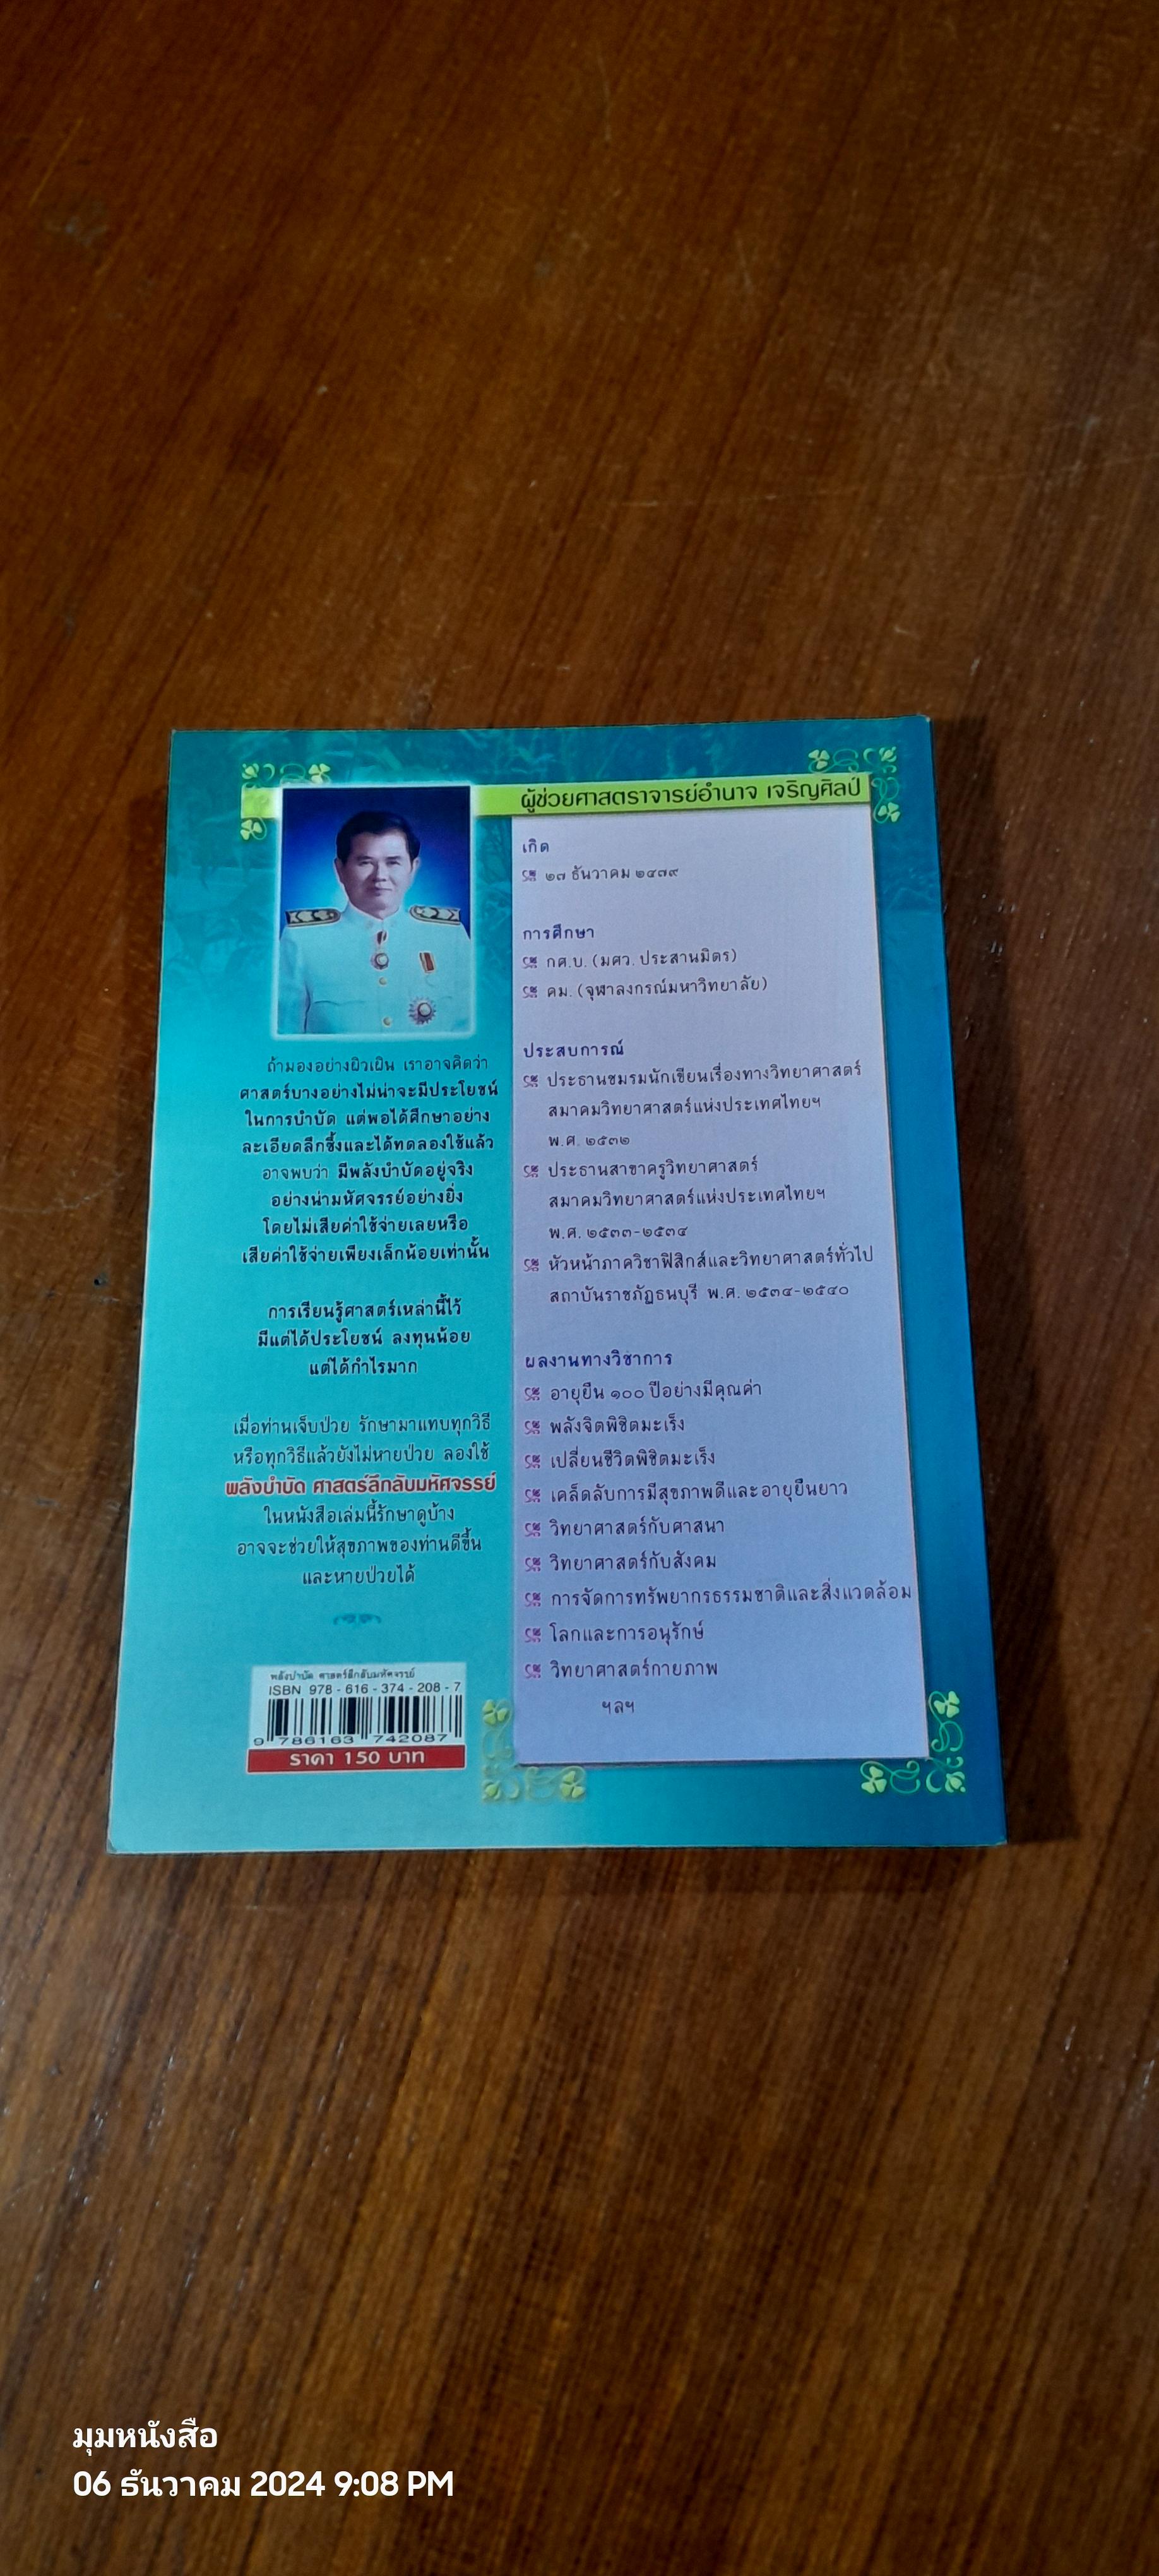 ผู้ช่วยศาสตราจารย์อำนาจ เจริญศิลป์
เกิด
๒๗ ธันวาคม ๒๔๗๙
การศึกษา
กศ.บ. (มศว. ประสานมิตร)
คม. (จุฬาลงกรณ์มหาวิทยาลัย)
ประสบการณ์
ประธานชมรมนักเขียนเรื่องทางวิทยาศาสตร์
สมาคมวิทยาศาสตร์แห่งประเทศไทยฯ
พ.ศ. ๒๕๓๒
ประธานสาขาครูวิทยาศาสตร์
สมาคมวิทยาศาสตร์แห่งประเทศไทยฯ
พ.ศ. ๒๕๓๓-๒๕๓๔
หัวหน้าภาควิชาฟิสิกส์และวิทยาศาสตร์ทั่วไป
สถาบันราชภัฏธนบุรี พ.ศ. ๒๕๓๔-๒๕๔๐
ผลงานทางวิชาการ
อายุยืน ๑๐๐ ปีอย่างมีคุณค่า
พลังจิตพิชิตมะเร็ง
เปลี่ยนชีวิตพิชิตมะเร็ง
เคล็ดลับการมีสุขภาพดีและอายุยืนยาว
วิทยาศาสตร์กับศาสนา
วิทยาศาสตร์กับสังคม
การจัดการทรัพยากรธรรมชาติและสิ่งแวดล้อม
โลกและการอนุรักษ์
วิทยาศาสตร์กายภาพ
ฯลฯ
ถ้ามองอย่างผิวเผิน เราอาจคิดว่า
ศาสตร์บางอย่างไม่น่าจะมีประโยชน์
ในการบำบัด แต่พอได้ศึกษาอย่าง
ละเอียดลึกซึ้งและได้ทดลองใช้แล้ว
อาจพบว่า มีพลังบำบัดอยู่จริง
อย่างน่ามหัศจรรย์อย่างยิ่ง
โดยไม่เสียค่าใช้จ่ายเลยหรือ
เสียค่าใช้จ่ายเพียงเล็กน้อยเท่านั้น
การเรียนรู้ศาสตร์เหล่านี้ไว้
มีแต่ได้ประโยชน์ ลงทุนน้อย
แต่ได้กำไรมาก
เมื่อท่านเจ็บป่วย รักษามาแทบทุกวิธี
หรือทุกวิธีแล้วยังไม่หายป่วย ลองใช้
พลังบำบัด ศาสตร์ลึกลับมหัศจรรย์
ในหนังสือเล่มนี้รักษาดูบ้าง
อาจจะช่วยให้สุขภาพของท่านดีขึ้น
และหายป่วยได้
พลังบำบัด ศาสตร์ลึกลับมหัศจรรย์
ISBN 978 - 616 - 374 - 208 - 7
9 786163 742087
ราคา 150 บาท
มุมหนังสือ
06 ธันวาคม 2024 9:08 PM